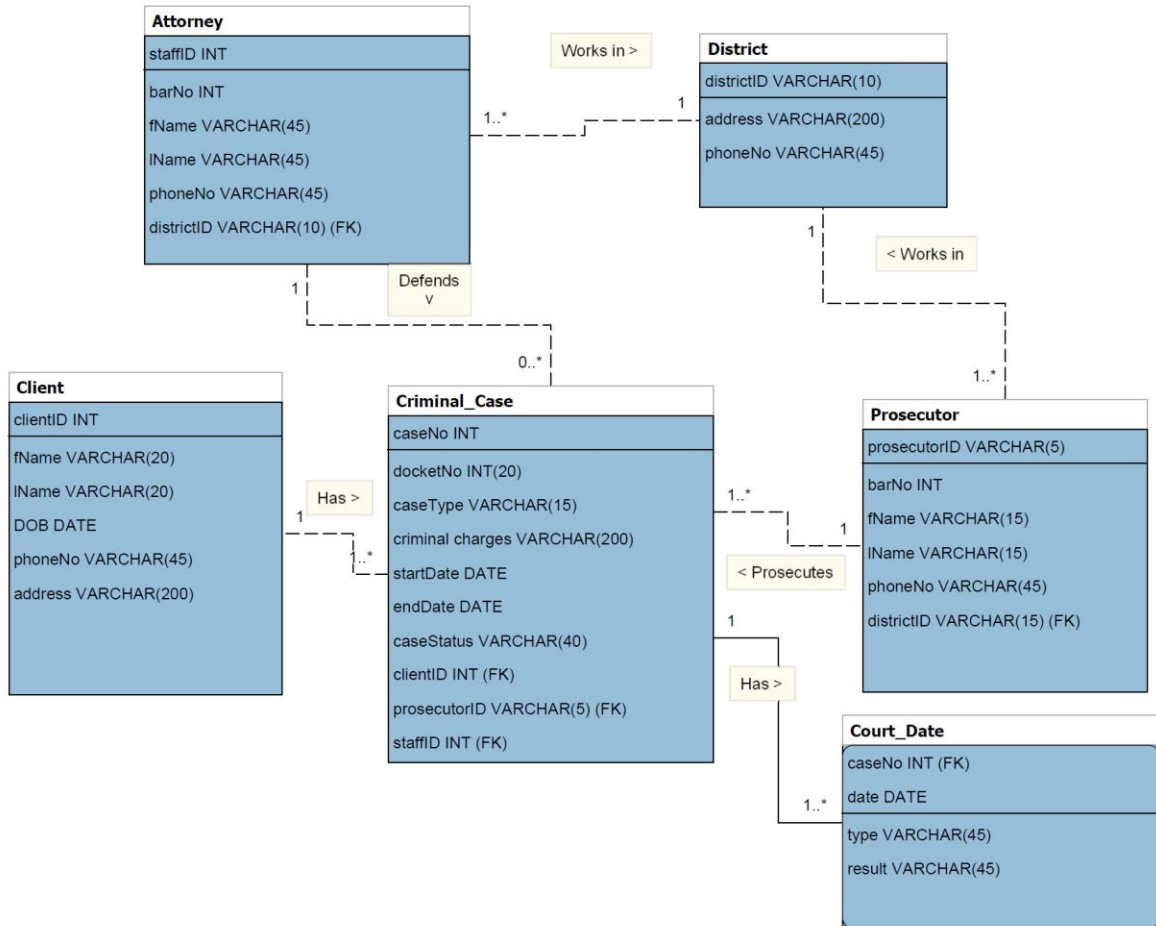 Attorney
staffID INT
barNo INT
fName VARCHAR(45)
lName VARCHAR(45)
phoneNo VARCHAR(45)
districtID VARCHAR(10) (FK)
Works in >
1..*
1
District
districtID VARCHAR(10)
address VARCHAR(200)
phoneNo VARCHAR(45)
1
< Works in
1..*
1
Defends
v
0..*
Client
clientID INT
fName VARCHAR(20)
lName VARCHAR(20)
DOB DATE
phoneNo VARCHAR(45)
address VARCHAR(200)
Has >
1
1..*
Criminal_Case
caseNo INT
docketNo INT(20)
caseType VARCHAR(15)
criminal charges VARCHAR(200)
startDate DATE
endDate DATE
caseStatus VARCHAR(40)
clientID INT (FK)
prosecutorID VARCHAR(5) (FK)
staffID INT (FK)
1..*
1
< Prosecutes
Prosecutor
prosecutorID VARCHAR(5)
barNo INT
fName VARCHAR(15)
lName VARCHAR(15)
phoneNo VARCHAR(45)
districtID VARCHAR(15) (FK)
1
Has >
1..*
Court_Date
caseNo INT (FK)
date DATE
type VARCHAR(45)
result VARCHAR(45)